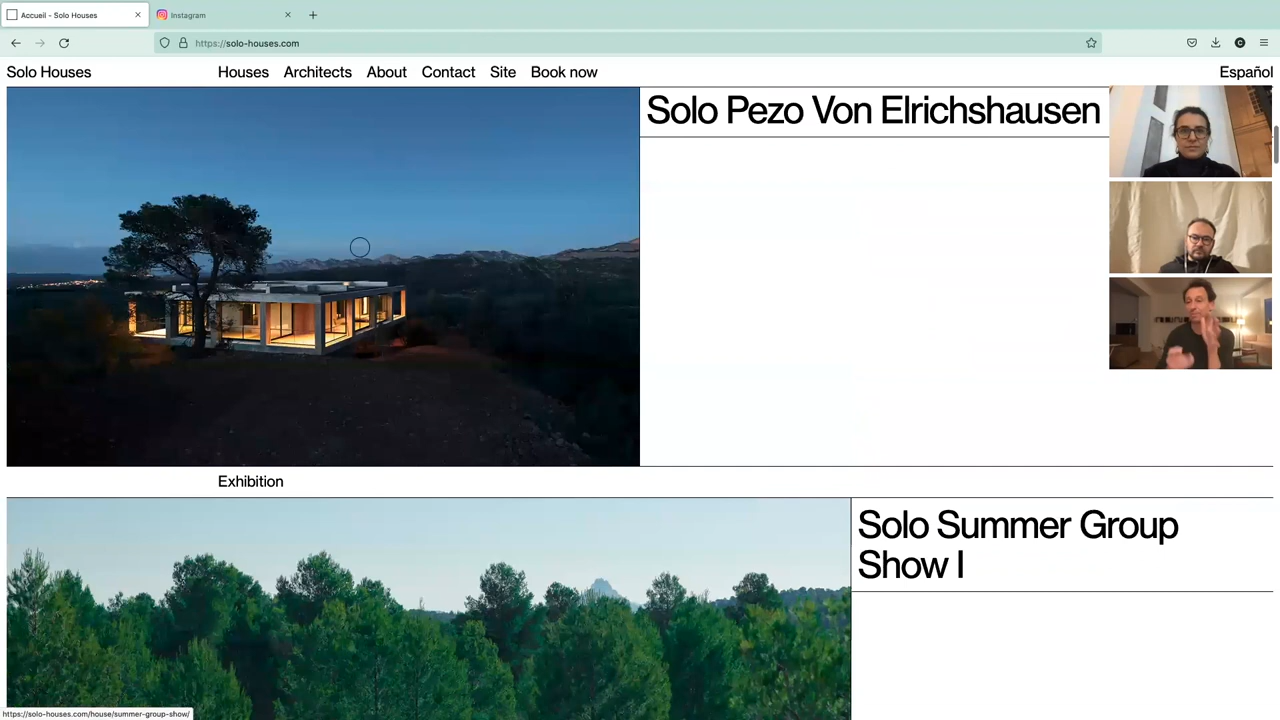 Accueil - Solo Houses
Instagram
https://solo-houses.com
Solo Houses
Houses
Architects
About
Contact
Site
Book now
Español
Solo Pezo Von Elrichshausen
Exhibition
Solo Summer Group
Show I
https://solo-houses.com/house/summer-group-show/